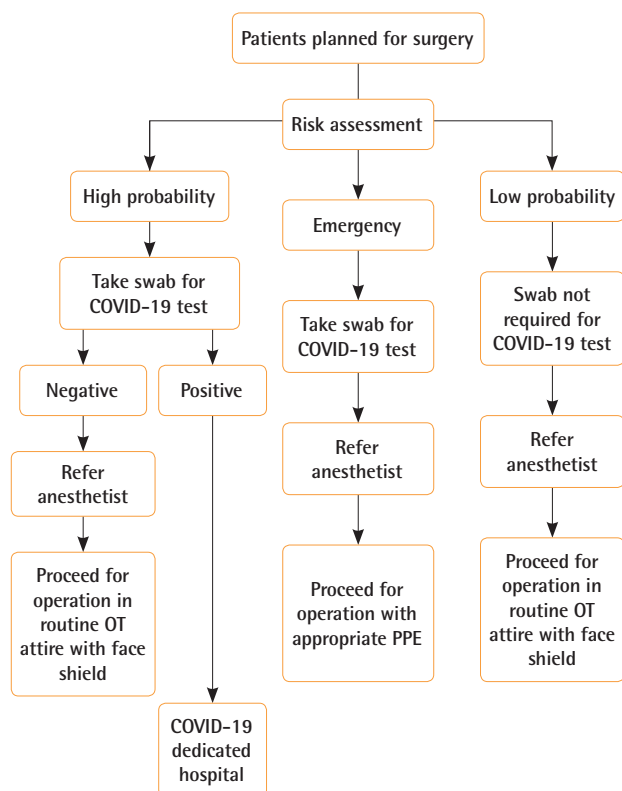 Patients planned for surgery
Risk assessment
High probability
Emergency
Low probability
Take swab for
COVID-19 test
Negative
Positive
Refer
anesthetist
Proceed for
operation in
routine OT
attire with face
shield
COVID-19
dedicated
hospital
Take swab for
COVID-19 test
Refer
anesthetist
Proceed for
operation with
appropriate PPE
Swab not
required for
COVID-19 test
Refer
anesthetist
Proceed for
operation in
routine OT
attire with face
shield